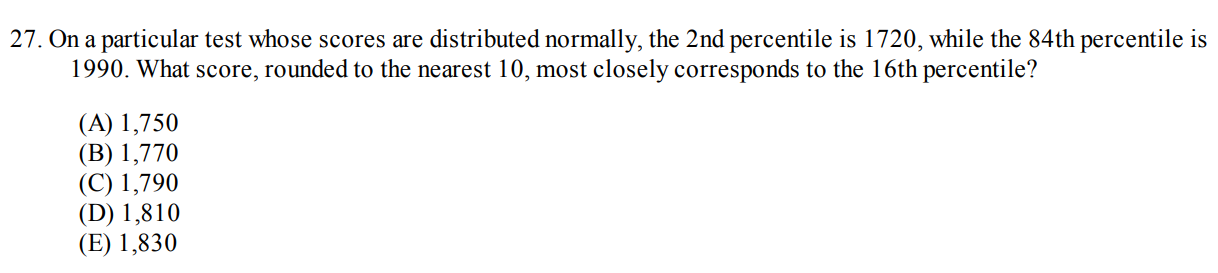 27. On a particular test whose scores are distributed normally, the 2nd percentile is 1720, while the 84th percentile is
1990. What score, rounded to the nearest 10, most closely corresponds to the 16th percentile?
(A) 1,750
(B) 1,770
(C) 1,790
(D) 1,810
(E) 1,830